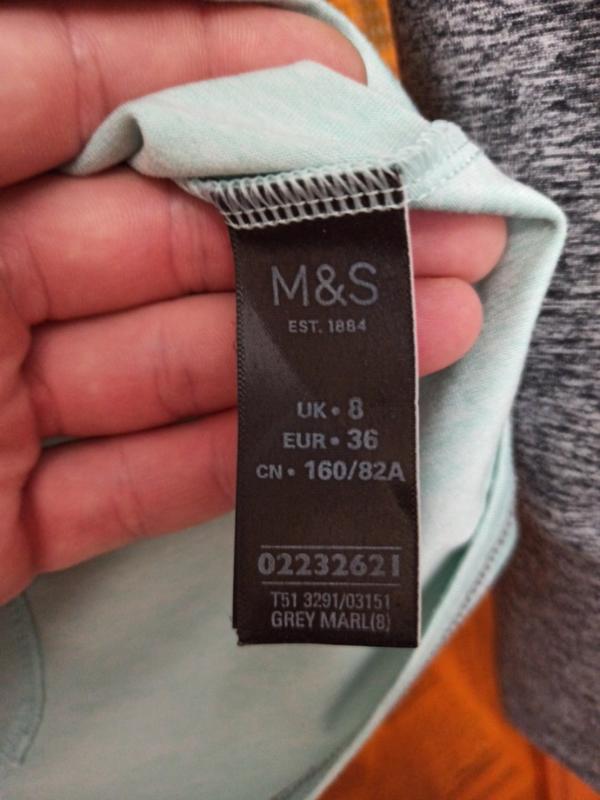 M&S
EST. 1884
UK • 8
EUR • 36
CN • 160/82A
02232621
T51 3291/03151
GREY MARL(8)